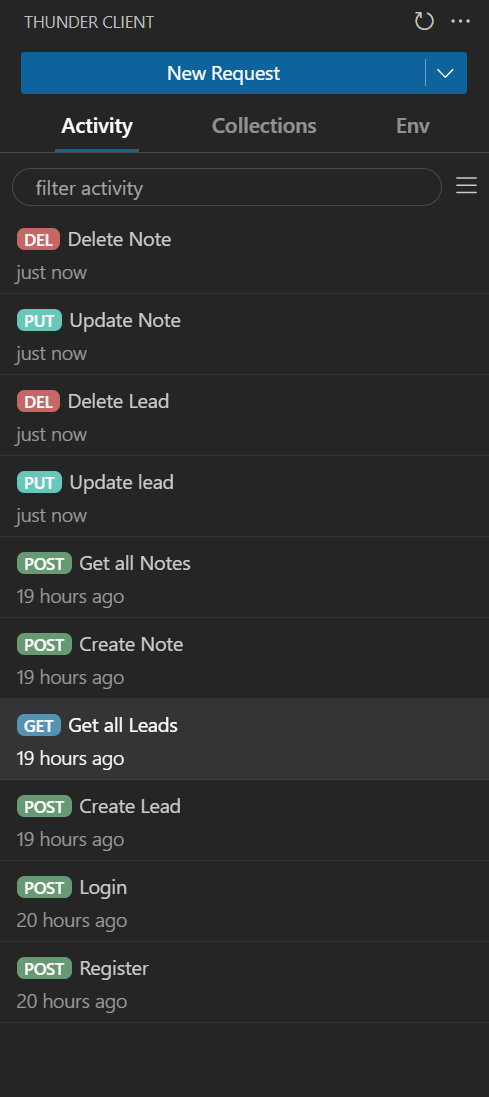 THUNDER CLIENT
New Request
Activity Collections Env
filter activity
DEL Delete Note
just now
PUT Update Note
just now
DEL Delete Lead
just now
PUT Update lead
just now
POST Get all Notes
19 hours ago
POST Create Note
19 hours ago
GET Get all Leads
19 hours ago
POST Create Lead
19 hours ago
POST Login
20 hours ago
POST Register
20 hours ago